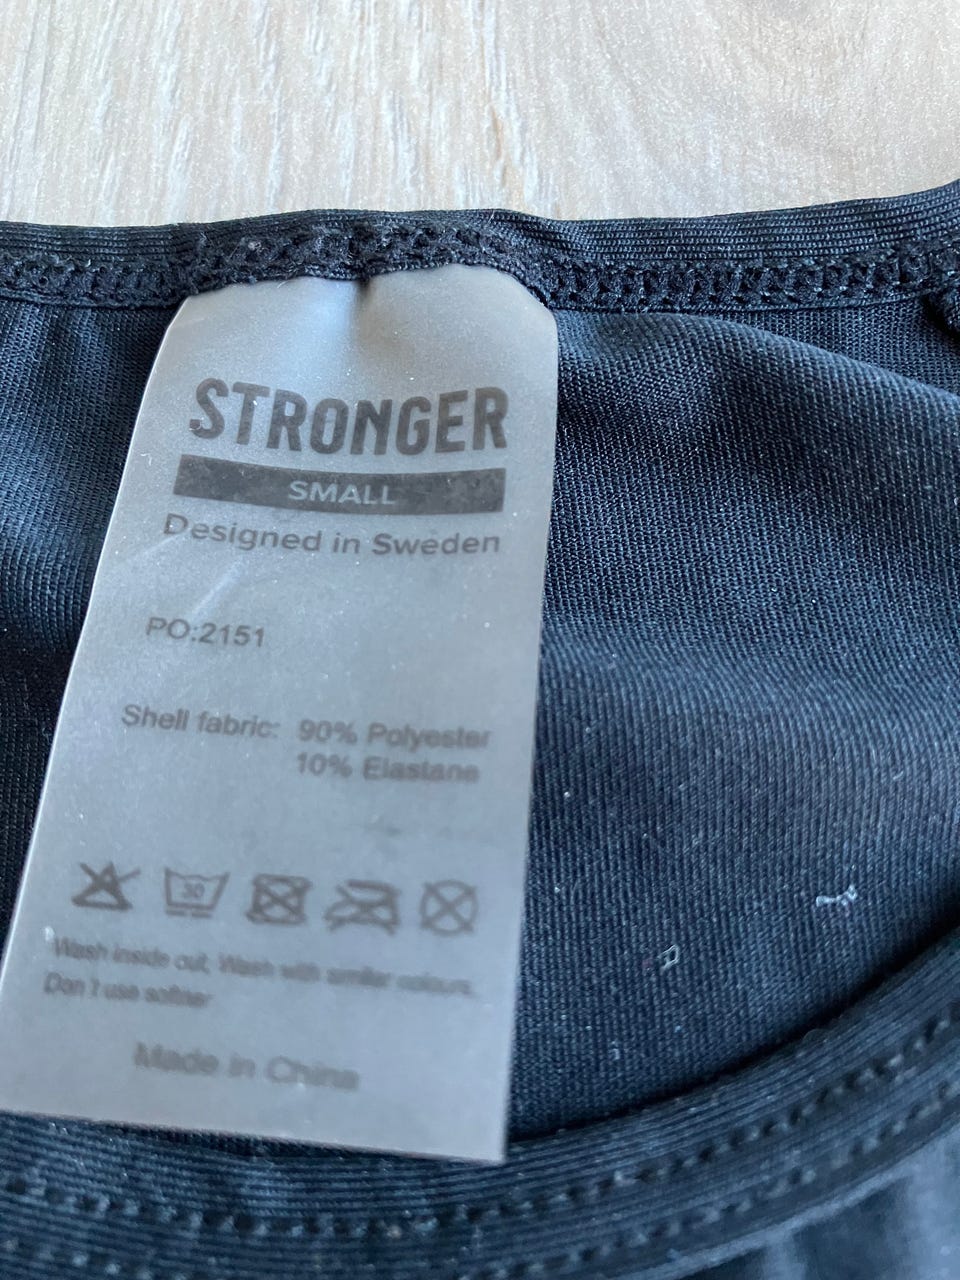 STRONGER
SMALL
Designed in Sweden
PO:2151
Shell fabric: 90% Polyester
10% Elastane
30
Wash inside out, Wash with similar colours.
Don't use softner
Made in China